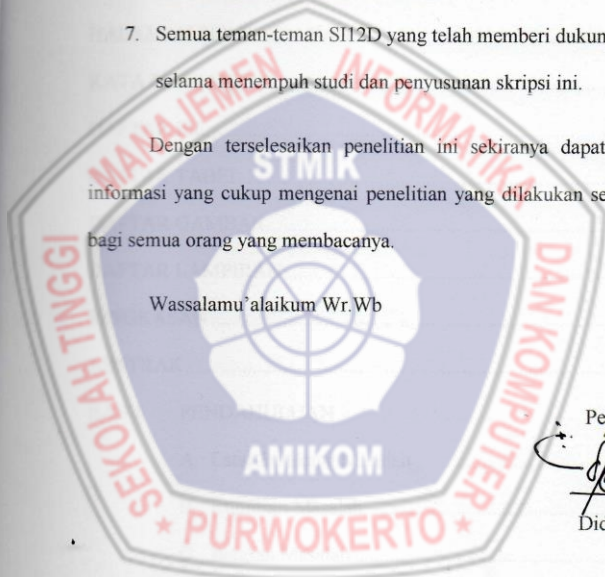 7. Semua teman-teman SI12D yang telah memberi dukun
selama menempuh studi dan penyusunan skripsi ini.
Dengan terselesaikan penelitian ini sekiranya dapat
informasi yang cukup mengenai penelitian yang dilakukan se
bagi semua orang yang membacanya.
Wassalamu’alaikum Wr.Wb
Pe
Did
SEKOLAH TINGGI MANAJEMEN INFORMATIKA DAN KOMPUTER
STMIK
AMIKOM
* PURWOKERTO *